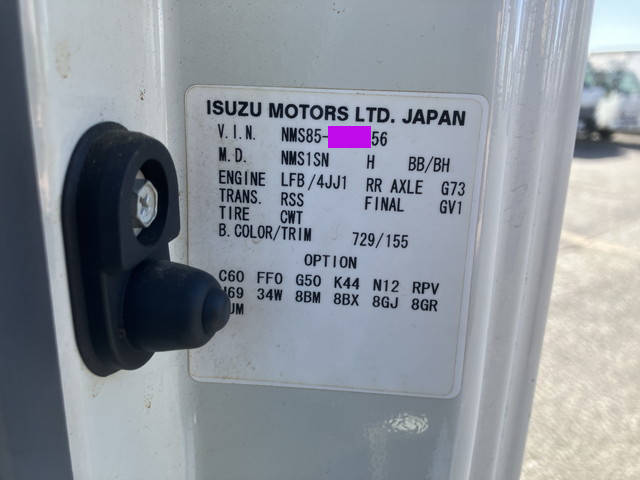 ISUZU MOTORS LTD. JAPAN
V.I.N. NMS85- 56
M.D. NMS1SN H BB/BH
ENGINE LFB/4JJ1 RR AXLE G73
TRANS. RSS FINAL GV1
TIRE CWT
B.COLOR/TRIM 729/155
OPTION
C60 FF0 G50 K44 N12 RPV
34W 8BM 8BX 8GJ 8GR